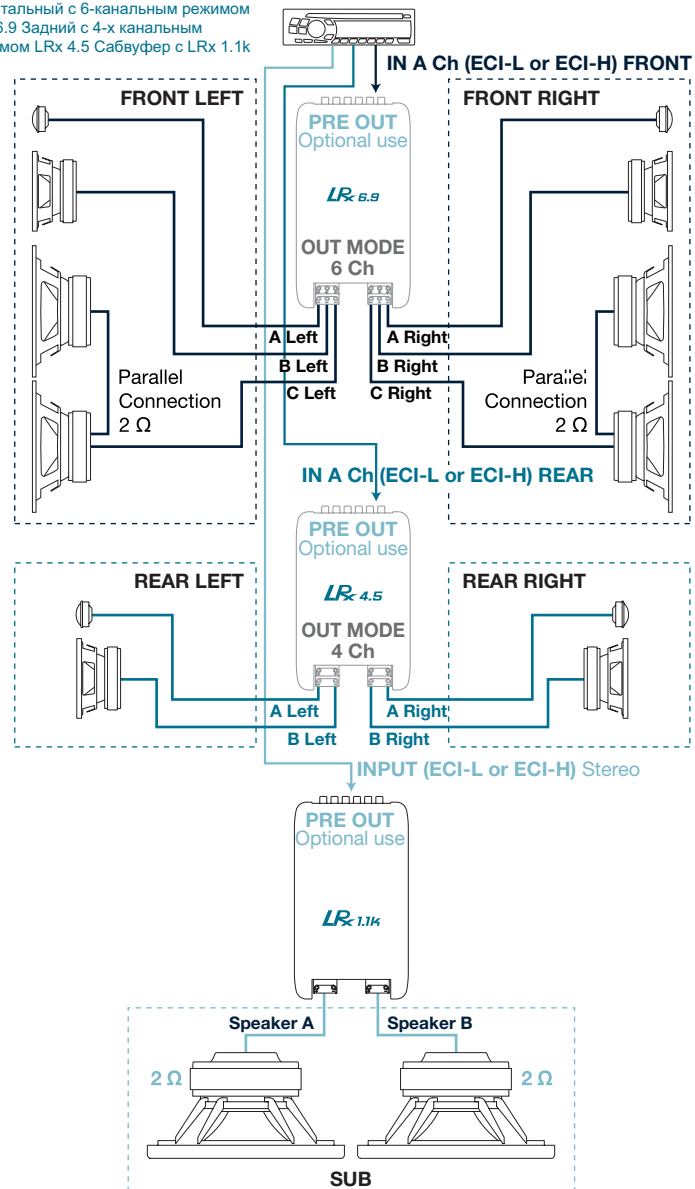 с 6-канальным режимом
6.9 Задний с 4-х канальным
LRx 4.5 Сабвуфер с LRx 1.1k
IN A Ch (ECI-L or ECI-H) FRONT
FRONT LEFT
FRONT RIGHT
PRE OUT
Optional use
LRx 6.9
OUT MODE
6 Ch
A Left
A Right
B Left
B Right
C Left
C Right
Parallel
Connection
2 Ω
Parallel
Connection
2 Ω
IN A Ch (ECI-L or ECI-H) REAR
PRE OUT
Optional use
REAR LEFT
REAR RIGHT
LRx 4.5
OUT MODE
4 Ch
A Left
A Right
B Left
B Right
INPUT (ECI-L or ECI-H) Stereo
PRE OUT
Optional use
LRx 1.1k
Speaker A
Speaker B
2 Ω
2 Ω
SUB